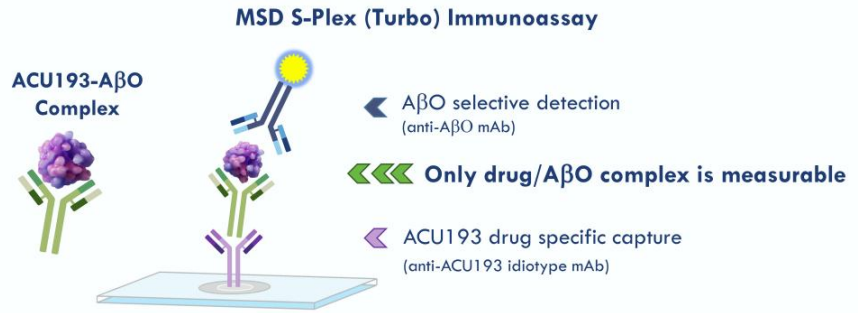 MSD S-Plex (Turbo) Immunoassay
ACU193-AβO
Complex
AβO selective detection
(anti-AβO mAb)
Only drug/AβO complex is measurable
ACU193 drug specific capture
(anti-ACU193 idiotype mAb)